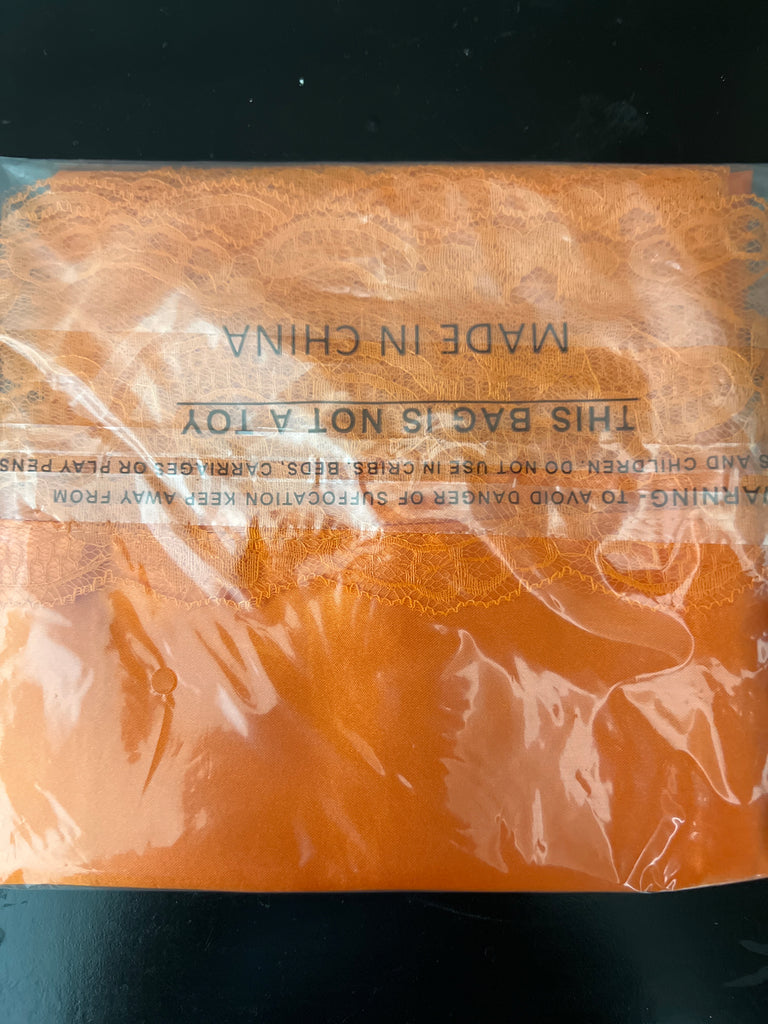 WARNING- TO AVOID DANGER OF SUFFOCATION KEEP AWAY FROM
S AND CHILDREN. DO NOT USE IN CRIBS. BEDS, CARRIAGES OR PLAY PENS
THIS BAG IS NOT A TOY
MADE IN CHINA